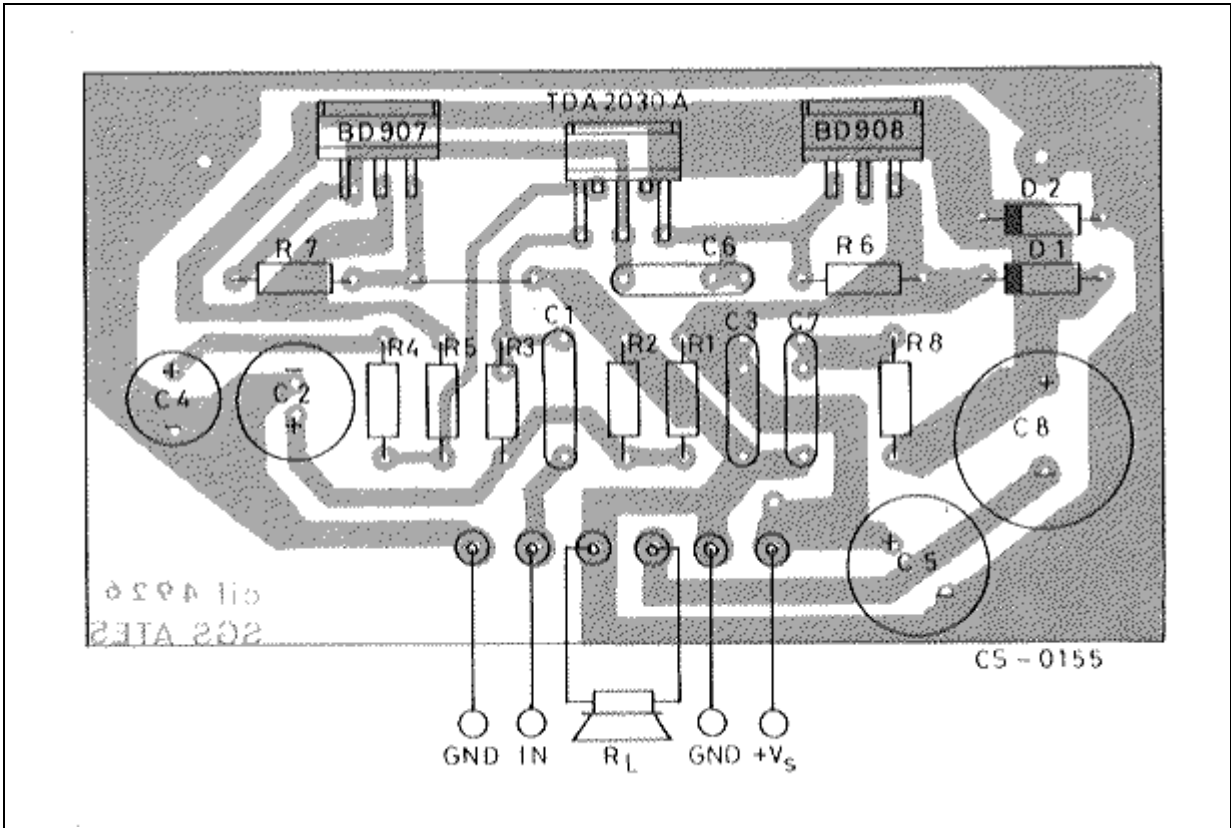 TDA2030A
BD907
BD908
D2
R7
C6
R6
D1
C1
R4
R5
R3
R2
R1
C3
C7
R8
+
C4
-
-
C2
+
+
C8
-
+
C5
-
cil 4926
SGS ATES
CS-0155
GND
IN
RL
GND
+Vs